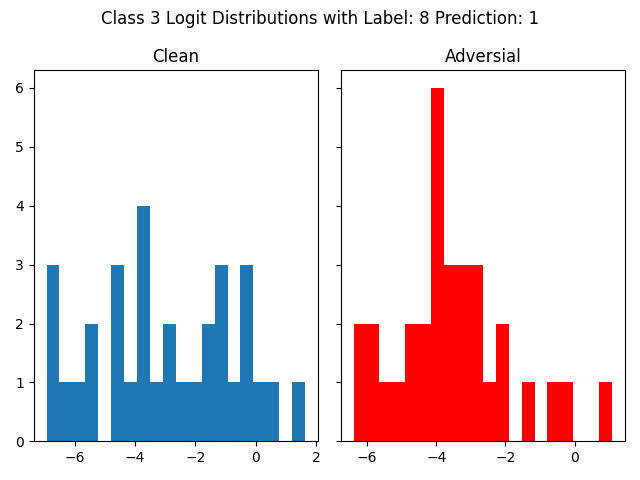 Class 3 Logit Distributions with Label: 8 Prediction: 1
Clean
Adversial
6
5
4
3
2
1
0
−6 −4 −2 0 2
−6 −4 −2 0